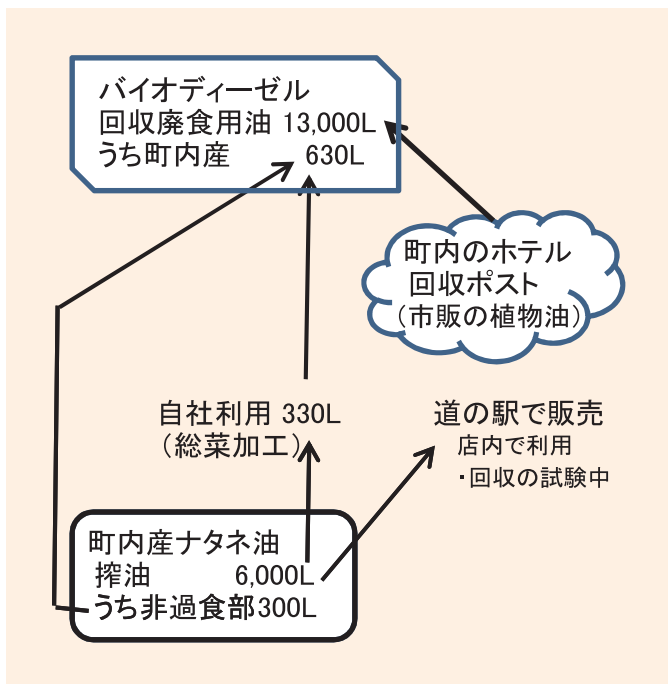 バイオディーゼル
回収廃食用油 13,000L
うち町内産 630L
町内のホテル
回収ポスト
（市販の植物油）
自社利用 330L
（総菜加工）
道の駅で販売
店内で利用
・回収の試験中
町内産ナタネ油
搾油 6,000L
うち非過食部300L